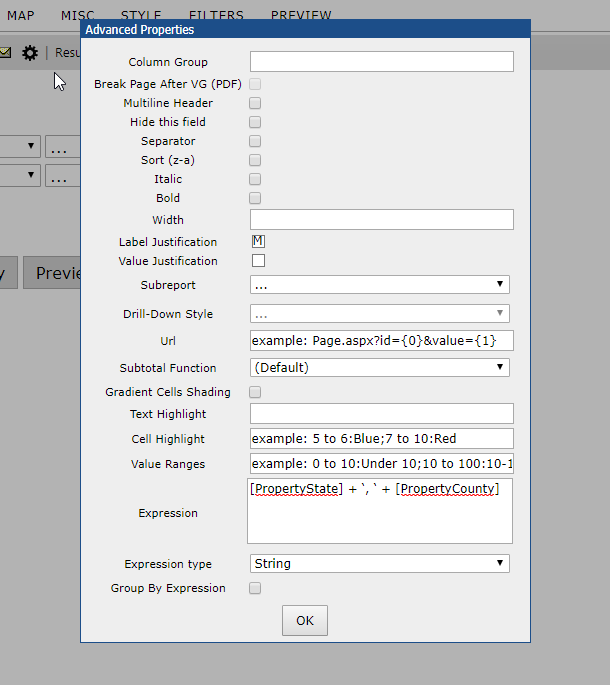 MAP MISC STYLE FILTERS PREVIEW
Advanced Properties
| Resu
Column Group
Break Page After VG (PDF)
Multiline Header
Hide this field
... Separator
Sort (z-a)
... Italic
Bold
Width
Label Justification M
Value Justification
y Previe
Subreport ...
Drill-Down Style ...
Url example: Page.aspx?id={0}&value={1}
Subtotal Function (Default)
Gradient Cells Shading
Text Highlight
Cell Highlight example: 5 to 6:Blue;7 to 10:Red
Value Ranges example: 0 to 10:Under 10;10 to 100:10-1
[PropertyState] + `, ` + [PropertyCounty]
Expression
Expression type String
Group By Expression
OK